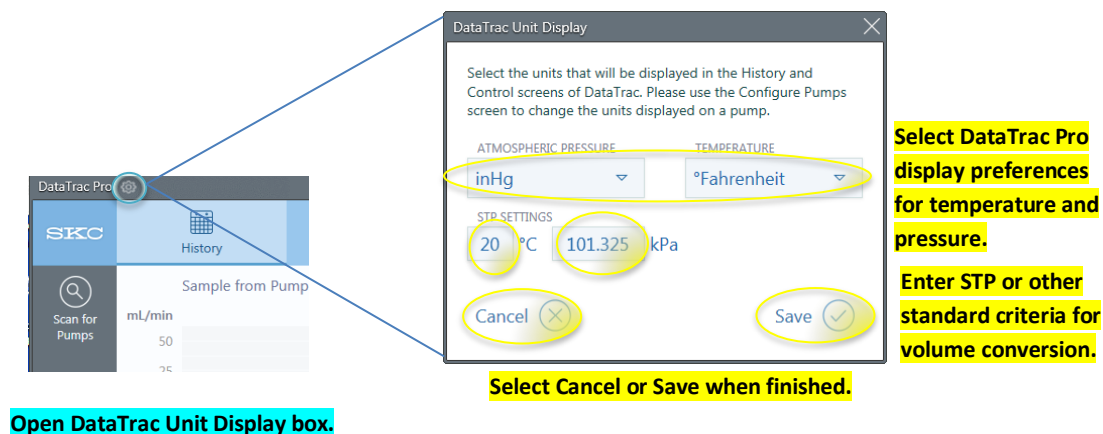 DataTrac Unit Display
Select the units that will be displayed in the History and
Control screens of DataTrac. Please use the Configure Pumps
screen to change the units displayed on a pump.
ATMOSPHERIC PRESSURE
TEMPERATURE
inHg
°Fahrenheit
STP SETTINGS
20 °C 101.325 kPa
Cancel
Save
Select DataTrac Pro
display preferences
for temperature and
pressure.
Enter STP or other
standard criteria for
volume conversion.
Select Cancel or Save when finished.
DataTrac Pro
SKC
History
Scan for
Pumps
Sample from Pump
mL/min
50
25
Open DataTrac Unit Display box.